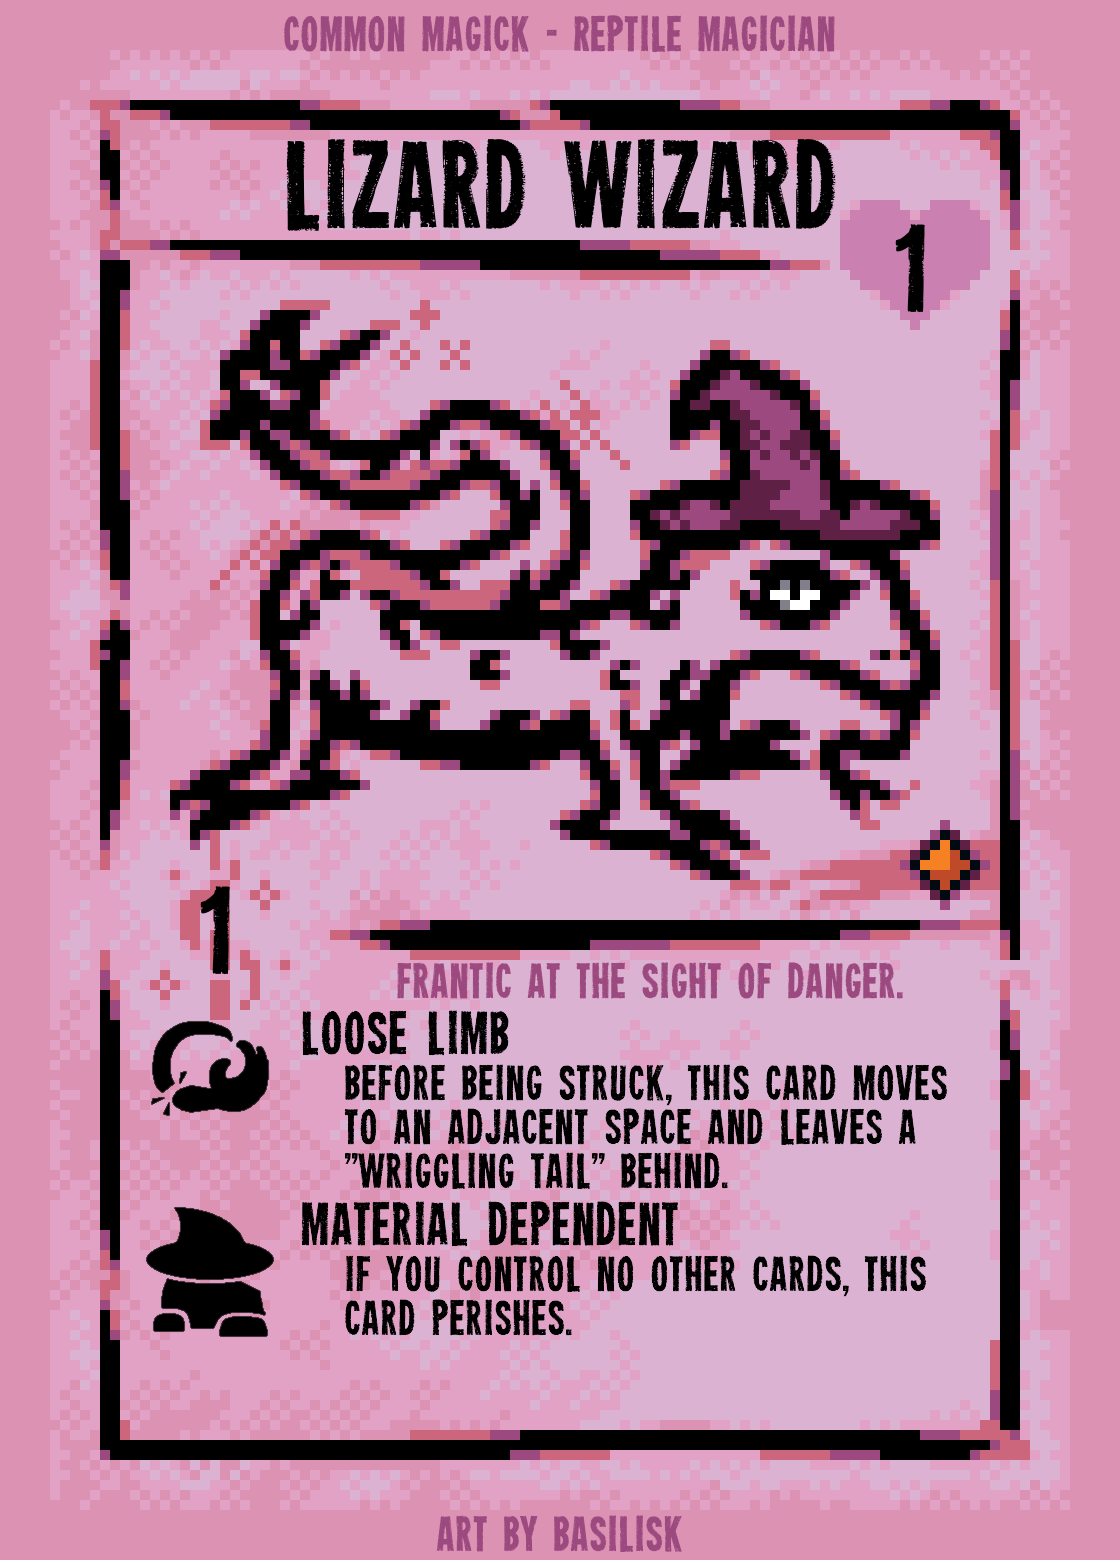 COMMON MAGICK - REPTILE MAGICIAN
LIZARD WIZARD
1
1
FRANTIC AT THE SIGHT OF DANGER.
LOOSE LIMB
BEFORE BEING STRUCK, THIS CARD MOVES
TO AN ADJACENT SPACE AND LEAVES A
”WRIGGLING TAIL” BEHIND.
MATERIAL DEPENDENT
IF YOU CONTROL NO OTHER CARDS, THIS
CARD PERISHES.
ART BY BASILISK